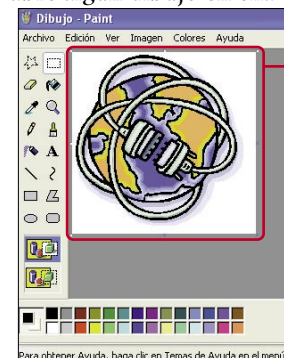 Dibujo - Paint
Archivo Edición Ver Imagen Colores Ayuda
A
Para obtener Ayuda, haga clic en Temas de Ayuda en el menú